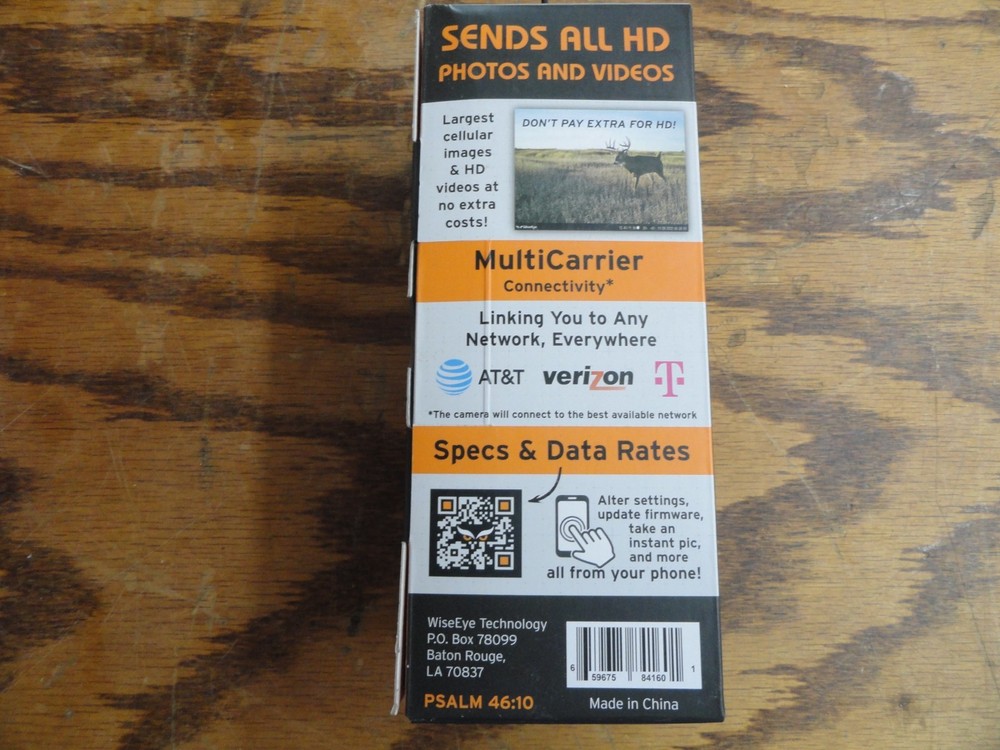 SENDS ALL HD
PHOTOS AND VIDEOS
Largest
cellular
images
& HD
videos at
no extra
costs!
DON'T PAY EXTRA FOR HD!
MultiCarrier
Connectivity*
Linking You to Any
Network, Everywhere
AT&T verizon T
*The camera will connect to the best available network
Specs & Data Rates
Alter settings,
update firmware,
take an
instant pic,
and more
all from your phone!
WiseEye Technology
P.O. Box 78099
Baton Rouge,
LA 70837
PSALM 46:10
6 59675 84160 1
Made in China